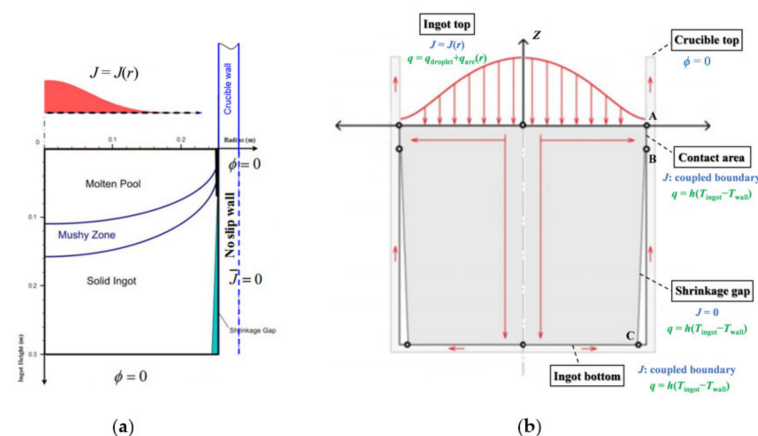 J = J(r)
Crucible wall
0
0.1
0.2
Radius (m)
ϕ = 0
Molten Pool
0.1
Mushy Zone
No slip wall
Solid Ingot
J = 0
0.2
Shrinkage Gap
Ingot Height (m)
0.3
ϕ = 0
(a)
Ingot top
J = J(r)
q = q_droplet+q_arc(r)
Z
Crucible top
ϕ = 0
A
B
Contact area
J: coupled boundary
q = h(T_ingot−T_wall)
Shrinkage gap
J = 0
q = h(T_ingot−T_wall)
C
Ingot bottom
J: coupled boundary
q = h(T_ingot−T_wall)
(b)